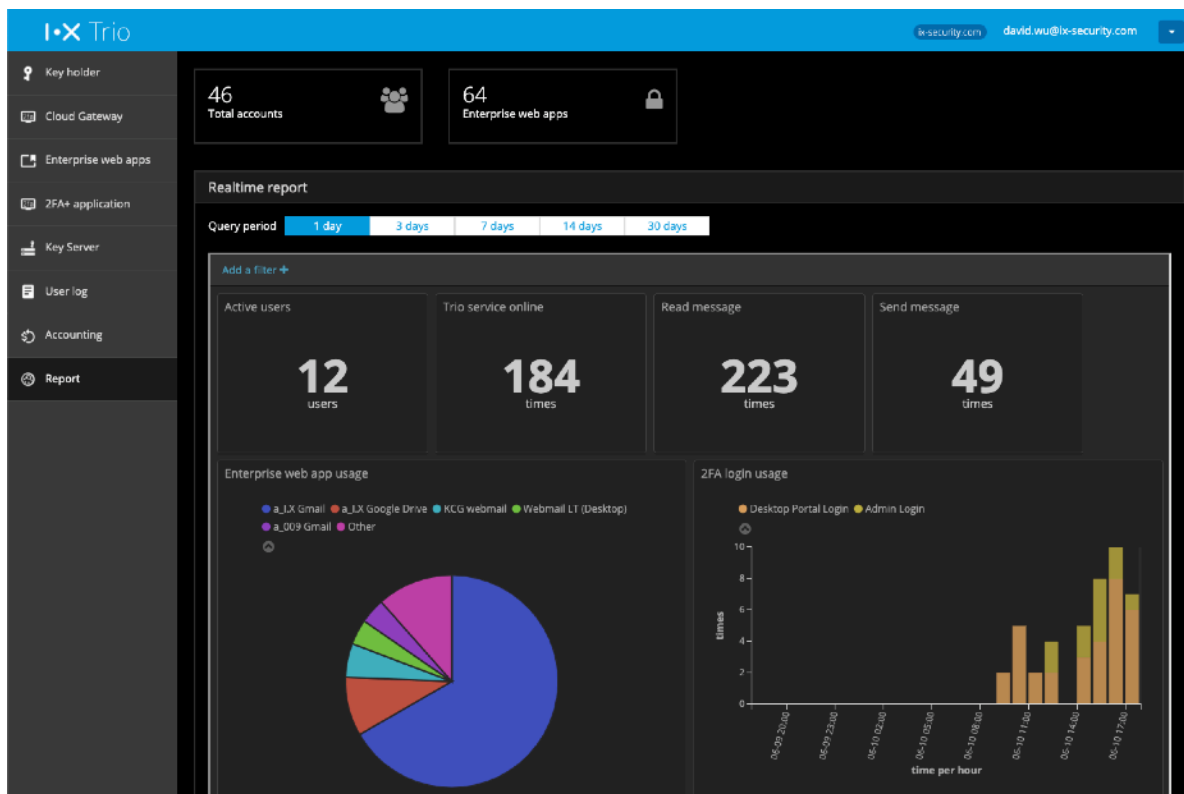 I•X Trio
ix-security.com
david.wu@ix-security.com
Key holder
Cloud Gateway
Enterprise web apps
2FA+ application
Key Server
User log
Accounting
Report
46
Total accounts
64
Enterprise web apps
Realtime report
Query period
1 day
3 days
7 days
14 days
30 days
Add a filter +
Active users
12
users
Trio service online
184
times
Read message
223
times
Send message
49
times
Enterprise web app usage
a_I.X Gmail
a_I.X Google Drive
KCG webmail
Webmail LT (Desktop)
a_009 Gmail
Other
2FA login usage
Desktop Portal Login
Admin Login
times
10
8
6
4
2
0
06-09 20:00
06-09 23:00
06-10 02:00
06-10 05:00
06-10 08:00
06-10 11:00
06-10 14:00
06-10 17:00
time per hour